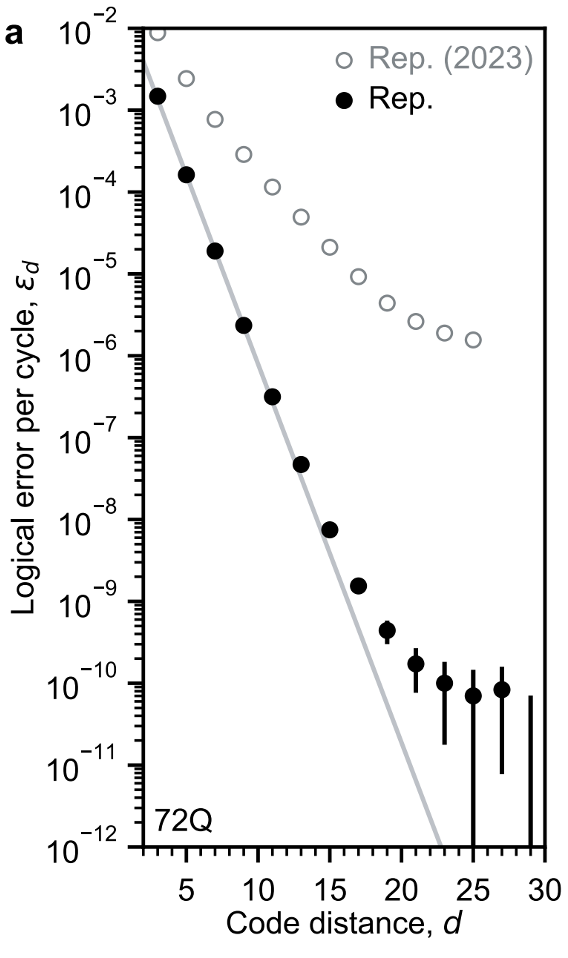 a
Rep. (2023)
Rep.
Logical error per cycle, εd
10−2
10−3
10−4
10−5
10−6
10−7
10−8
10−9
10−10
10−11
10−12
72Q
5 10 15 20 25 30
Code distance, d